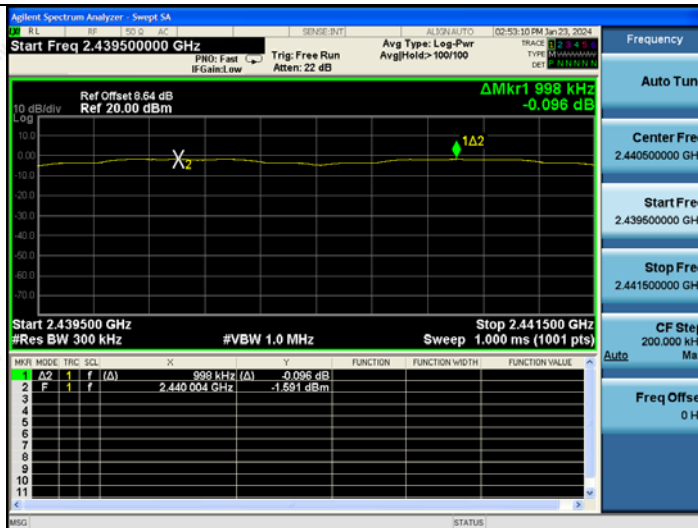 Agilent Spectrum Analyzer - Swept SA
RL RF 50 Ω AC SENSE:INT ALIGN AUTO 02:53:10 PM Jan 23, 2024
Start Freq 2.439500000 GHz
PNO: Fast
IFGain:Low
Trig: Free Run
Atten: 22 dB
Avg Type: Log-Pwr
Avg|Hold:> 100/100
TRACE 1 2 3 4 5 6
TYPE M
DET P N N N N N
Ref Offset 8.64 dB
Ref 20.00 dBm
10 dB/div
Log
ΔMkr1 998 kHz
-0.096 dB
10.0
0.00
-10.0
-20.0
-30.0
-40.0
-50.0
-60.0
-70.0
X2
1Δ2
Start 2.439500 GHz
Stop 2.441500 GHz
#Res BW 300 kHz
#VBW 1.0 MHz
Sweep 1.000 ms (1001 pts)
MKR MODE TRC SCL X Y FUNCTION FUNCTION WIDTH FUNCTION VALUE
1 Δ2 1 f (Δ) 998 kHz (Δ) -0.096 dB
2 F 1 f 2.440 004 GHz -1.591 dBm
3
4
5
6
7
8
9
10
11
MSG
STATUS
Frequency
Auto Tun
Center Fre
2.440500000 GH
Start Fre
2.439500000 GH
Stop Fre
2.441500000 GH
CF Ste
200.000 kH
Auto Ma
Freq Offse
0 H